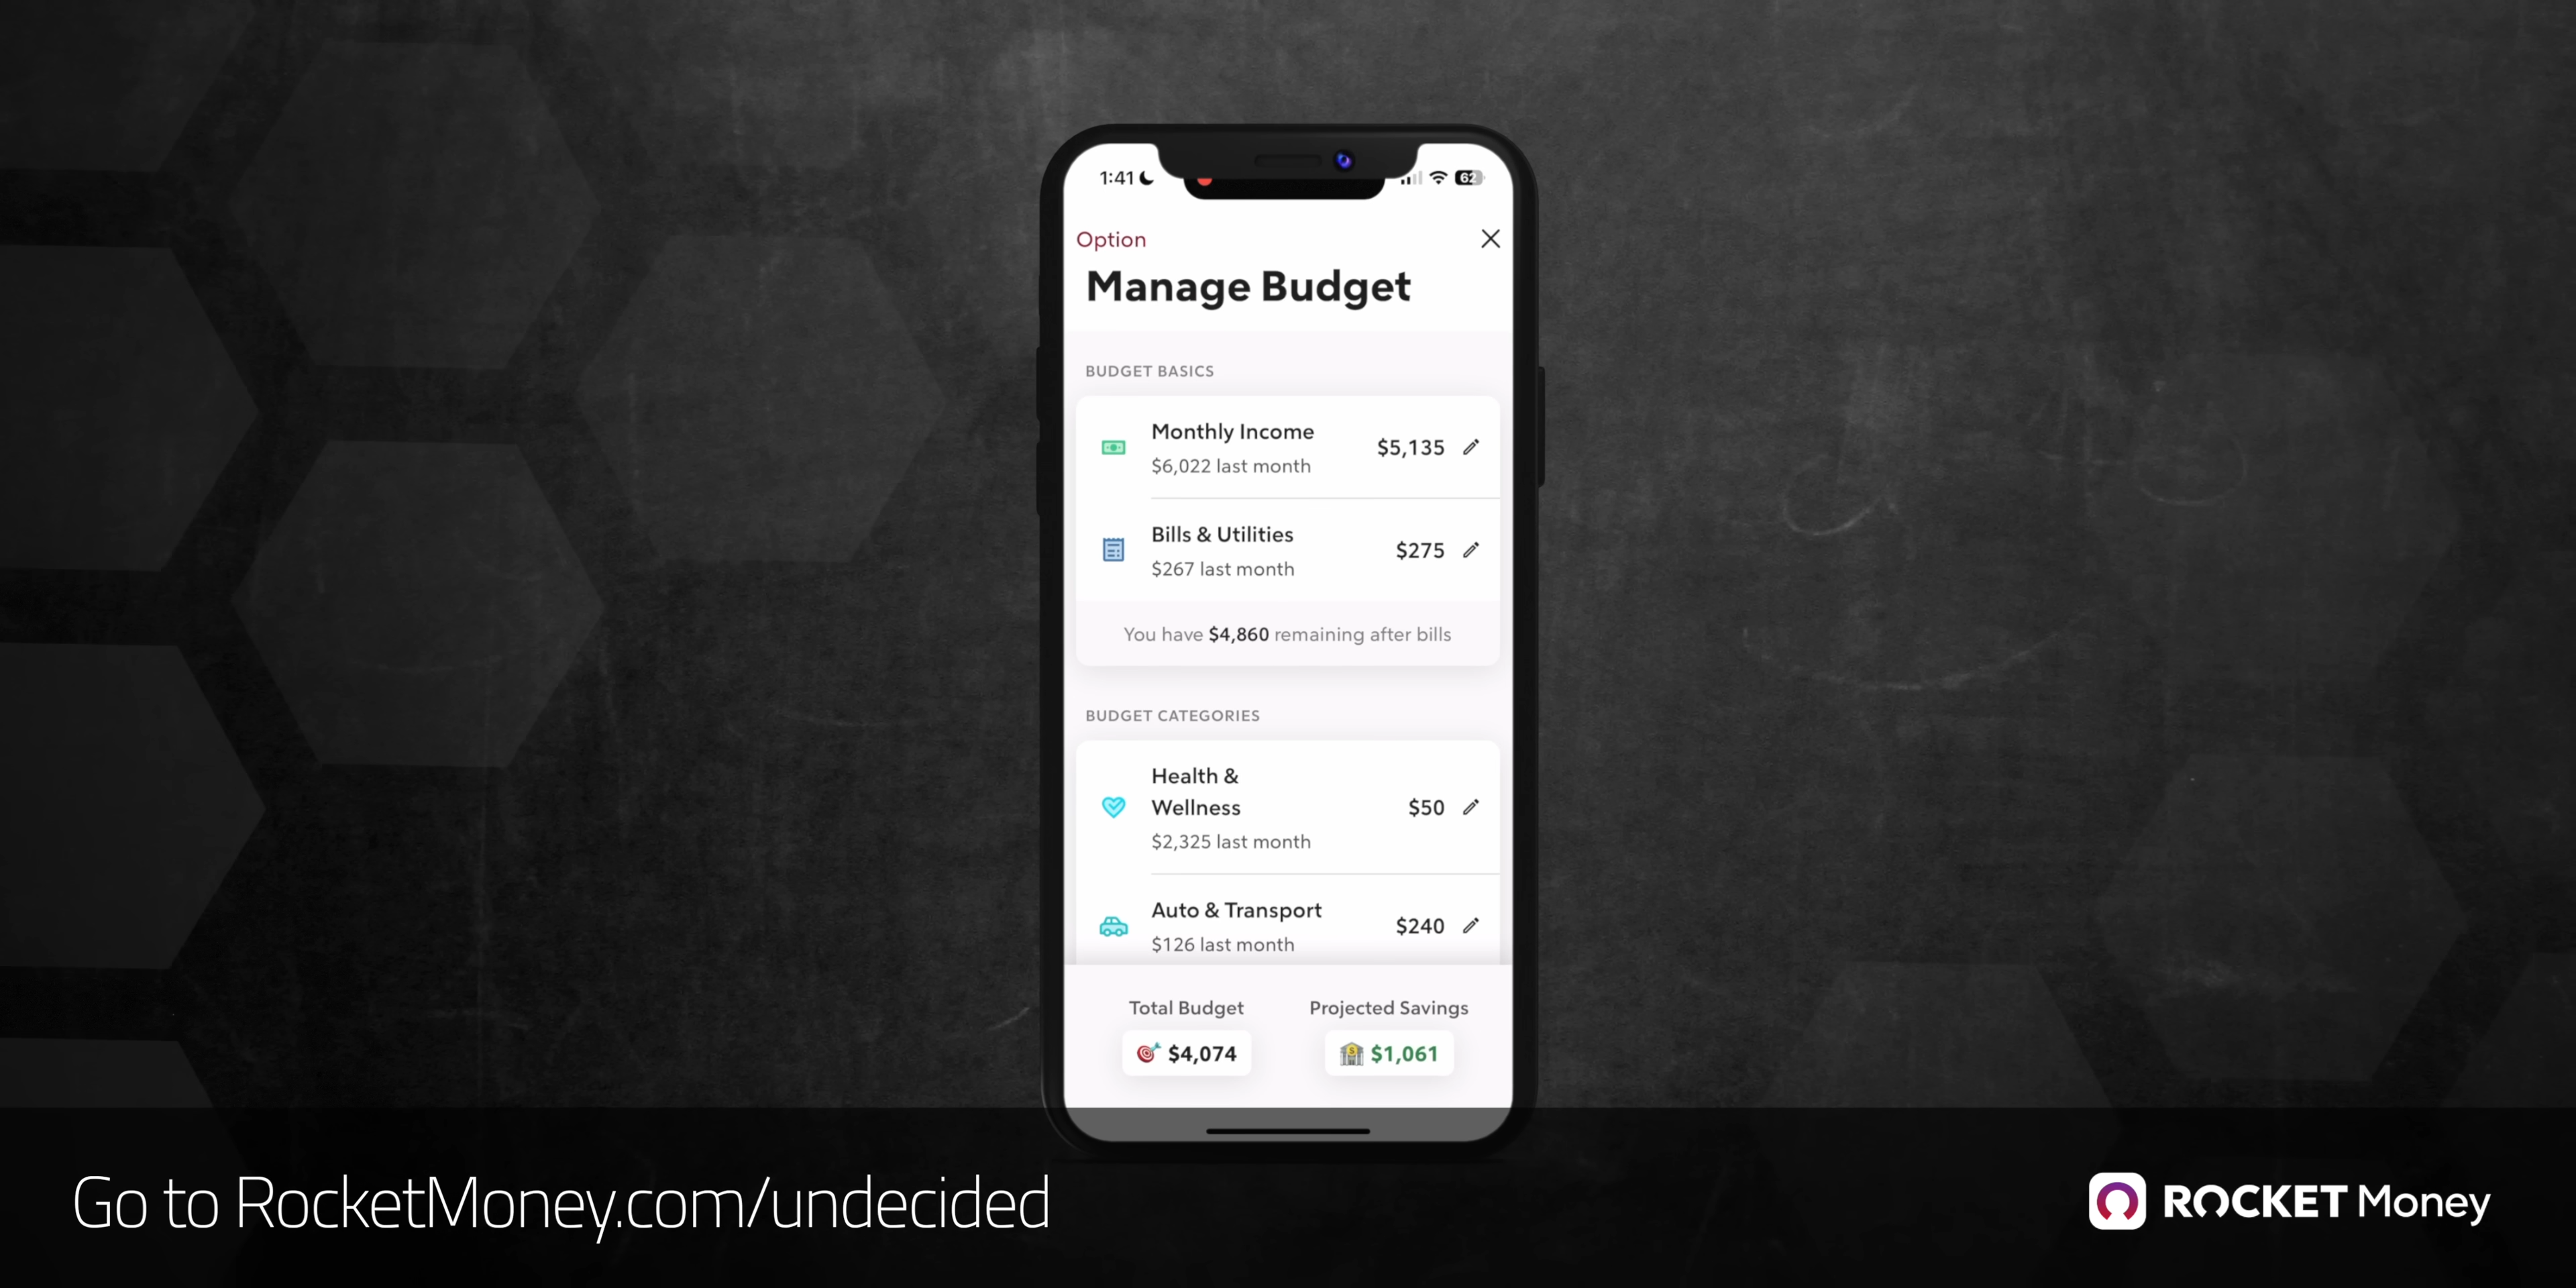 1:41
62
Option
Manage Budget
BUDGET BASICS
Monthly Income
$5,135
$6,022 last month
Bills & Utilities
$275
$267 last month
You have $4,860 remaining after bills
BUDGET CATEGORIES
Health &
Wellness
$50
$2,325 last month
Auto & Transport
$240
$126 last month
Total Budget
Projected Savings
$4,074
$1,061
Go to RocketMoney.com/undecided
ROCKET Money